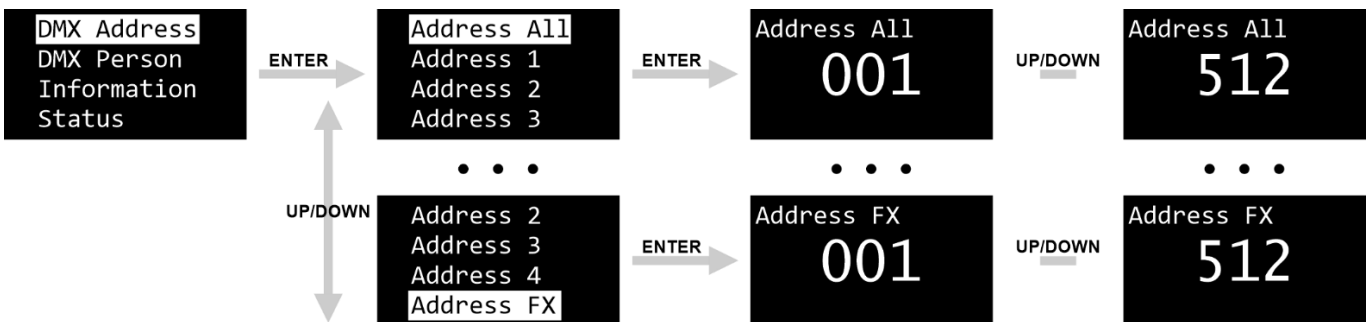 DMX Address
DMX Person
Information
Status
ENTER
Address All
Address 1
Address 2
Address 3
ENTER
Address All
001
UP/DOWN
Address All
512
UP/DOWN
Address 2
Address 3
Address 4
Address FX
ENTER
Address FX
001
UP/DOWN
Address FX
512